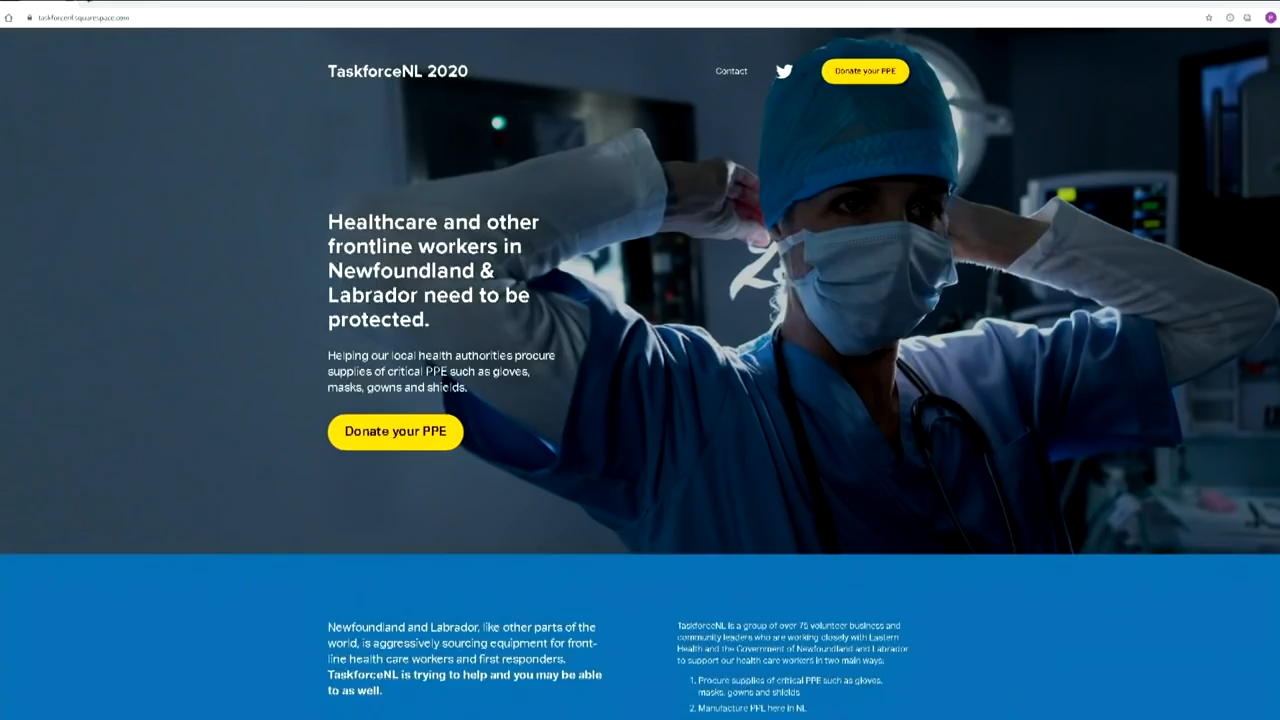 taskforcenl.squarespace.com
TaskforceNL 2020
Contact
Donate your PPE
Healthcare and other
frontline workers in
Newfoundland &
Labrador need to be
protected.
Helping our local health authorities procure
supplies of critical PPE such as gloves,
masks, gowns and shields.
Donate your PPE
Newfoundland and Labrador, like other parts of the
world, is aggressively sourcing equipment for front-
line health care workers and first responders.
TaskforceNL is trying to help and you may be able
to as well.
TaskforceNL is a group of over 75 volunteer business and
community leaders who are working closely with Eastern
Health and the Government of Newfoundland and Labrador
to support our health care workers in two main ways:
1. Procure supplies of critical PPE such as gloves,
masks, gowns and shields
2. Manufacture PPE here in NL